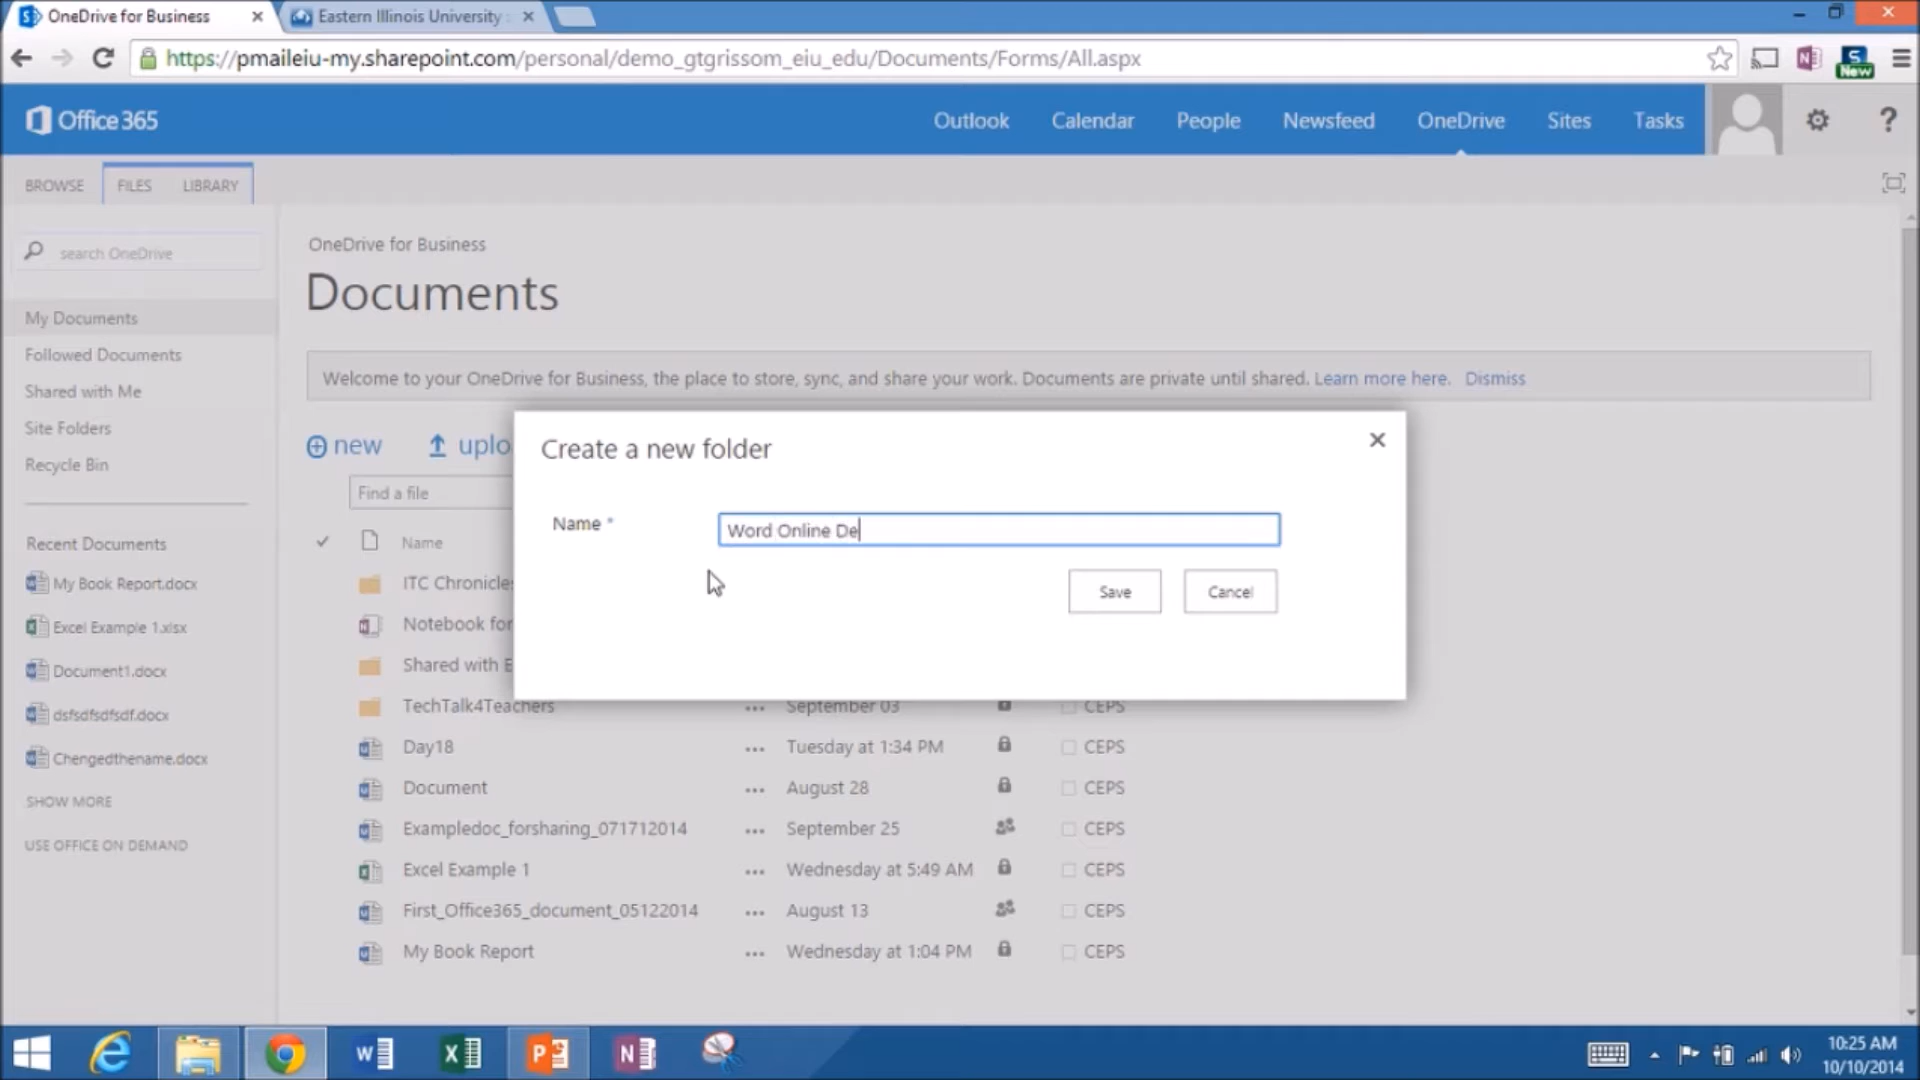 OneDrive for Business
Eastern Illinois University
https://pmaileiu-my.sharepoint.com/personal/demo_gtgrissom_eiu_edu/Documents/Forms/All.aspx
New
Office 365
Outlook Calendar People Newsfeed OneDrive Sites Tasks ?
BROWSE FILES LIBRARY
search OneDrive
My Documents
Followed Documents
Shared with Me
Site Folders
Recycle Bin
Recent Documents
My Book Report.docx
Excel Example 1.xlsx
Document1.docx
dsfsdfsdfsdf.docx
Chengedthename.docx
SHOW MORE
USE OFFICE ON DEMAND
OneDrive for Business
Documents
Welcome to your OneDrive for Business, the place to store, sync, and share your work. Documents are private until shared. Learn more here. Dismiss
new uplo
Find a file
Name
Create a new folder
Name *
Word Online De
Save Cancel
ITC Chronicle
Notebook for
Shared with E
TechTalk4Teachers ... September 03 CEPS
Day18 ... Tuesday at 1:34 PM CEPS
Document ... August 28 CEPS
Exampledoc_forsharing_071712014 ... September 25 CEPS
Excel Example 1 ... Wednesday at 5:49 AM CEPS
First_Office365_document_05122014 ... August 13 CEPS
My Book Report ... Wednesday at 1:04 PM CEPS
10:25 AM
10/10/2014